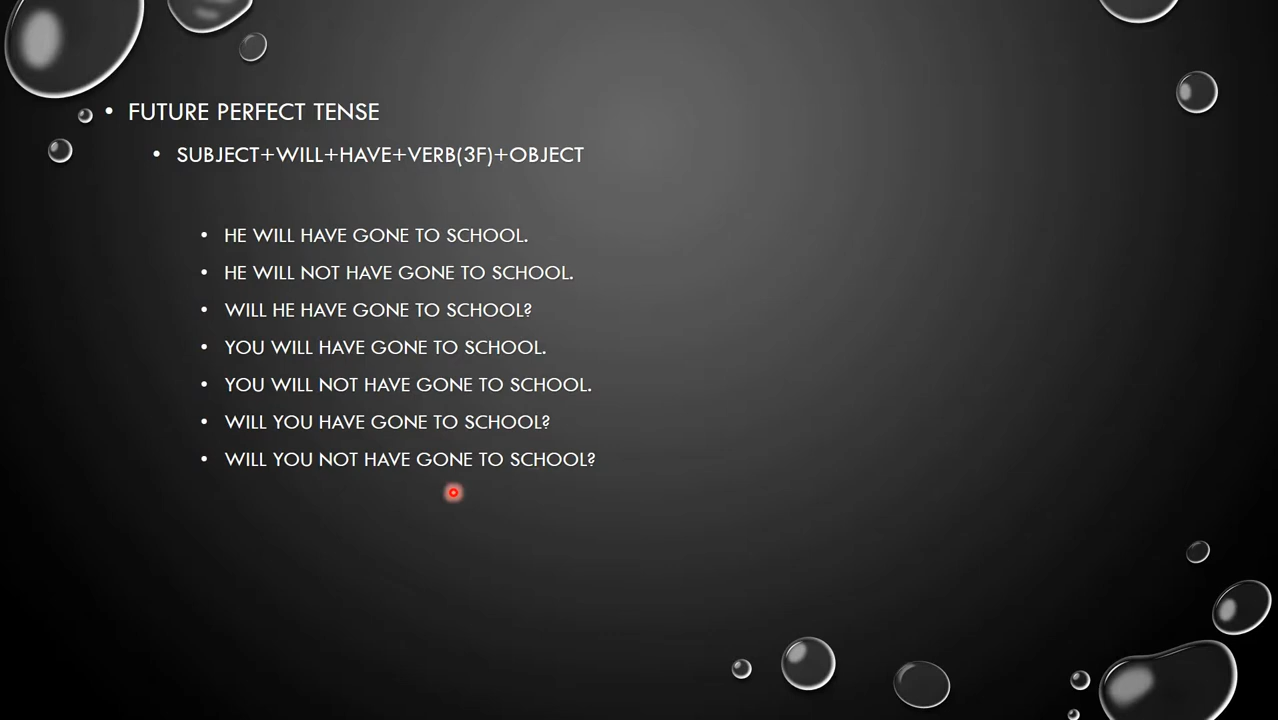 FUTURE PERFECT TENSE
SUBJECT+WILL+HAVE+VERB(3F)+OBJECT
HE WILL HAVE GONE TO SCHOOL.
HE WILL NOT HAVE GONE TO SCHOOL.
WILL HE HAVE GONE TO SCHOOL?
YOU WILL HAVE GONE TO SCHOOL.
YOU WILL NOT HAVE GONE TO SCHOOL.
WILL YOU HAVE GONE TO SCHOOL?
WILL YOU NOT HAVE GONE TO SCHOOL?